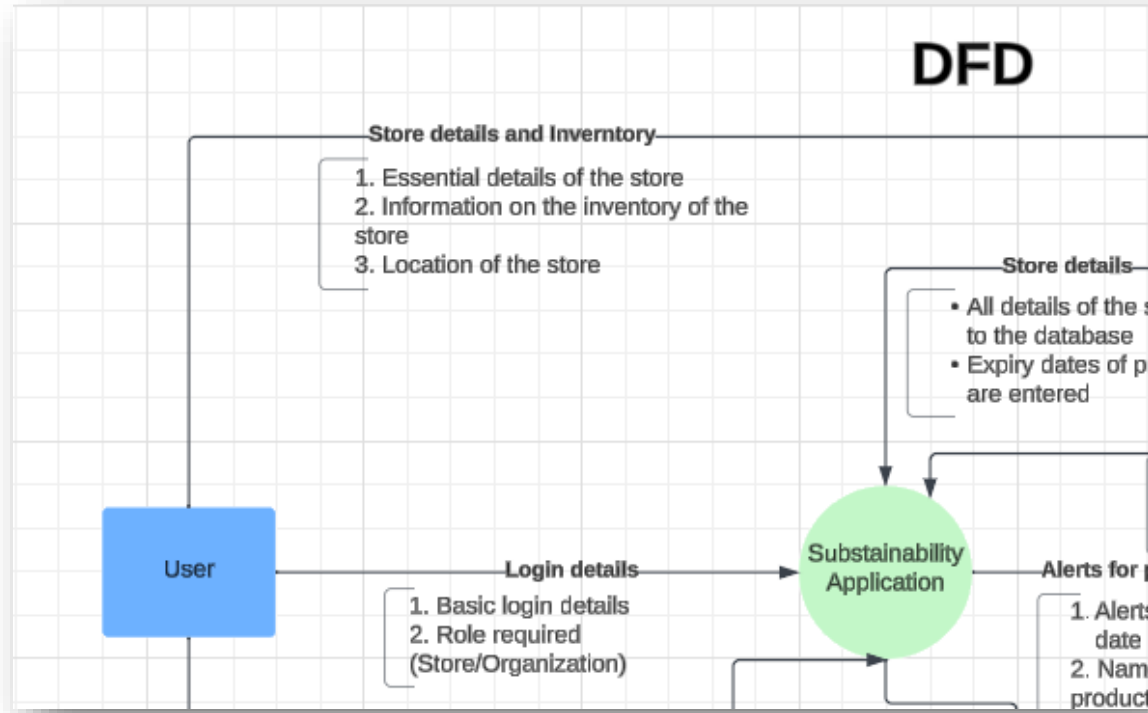 DFD
Store details and Inverntory
1. Essential details of the store
2. Information on the inventory of the
store
3. Location of the store
Store details
• All details of the
to the database
• Expiry dates of
are entered
User
Login details
1. Basic login details
2. Role required
(Store/Organization)
Substainability
Application
Alerts for
1. Alerts
date
2. Nam
product